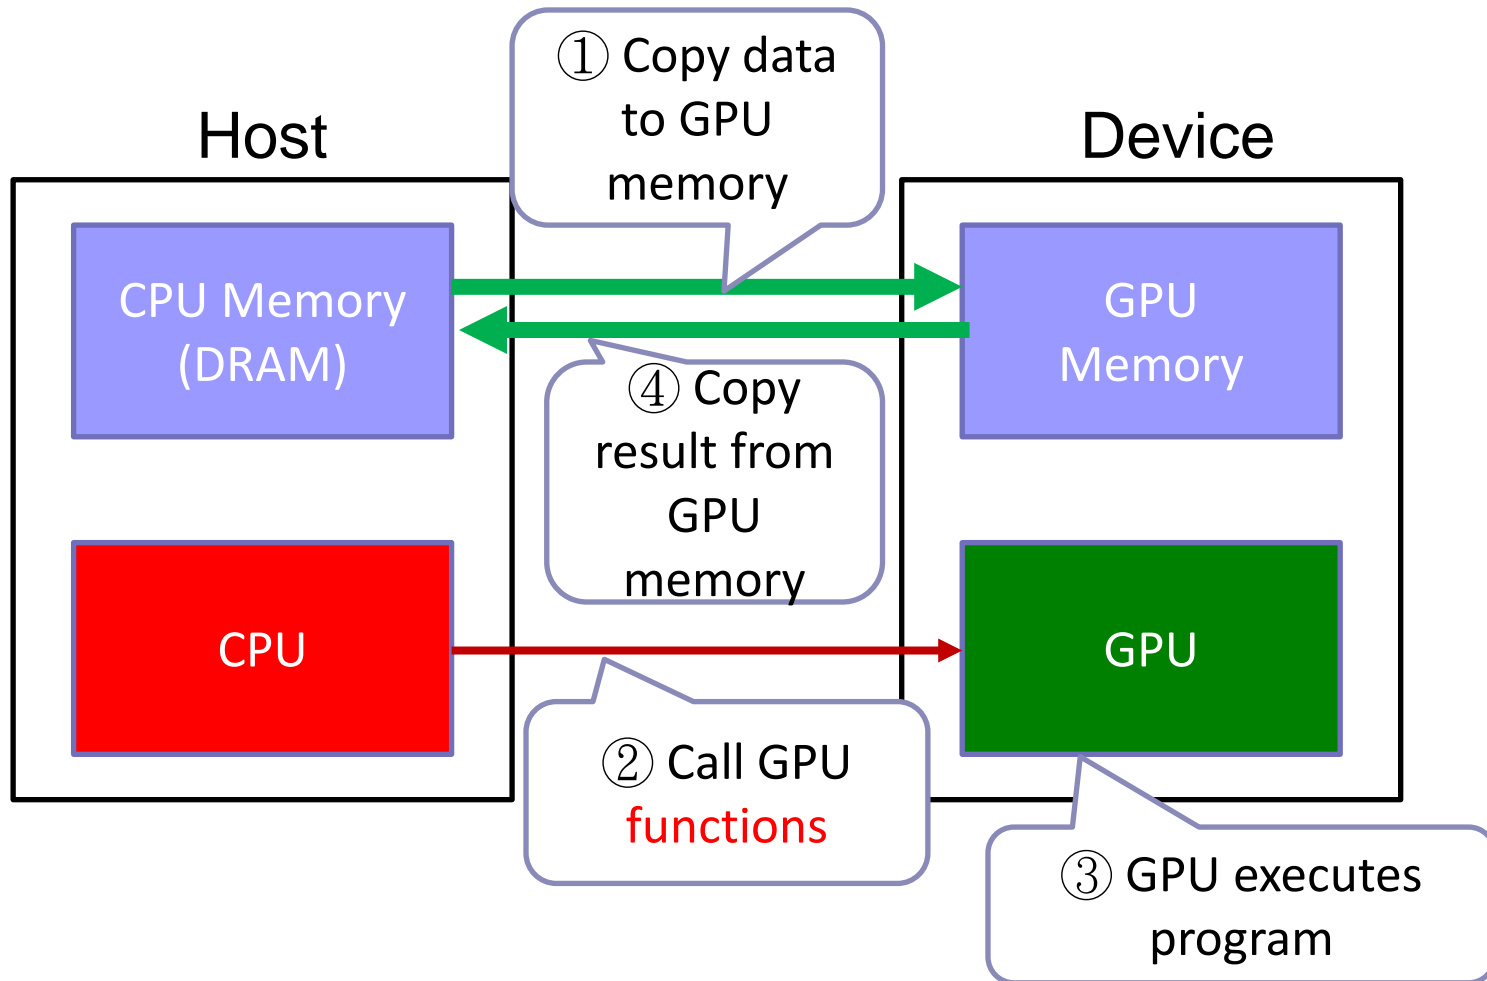 ① Copy data
to GPU
memory
Host
Device
CPU Memory
(DRAM)
GPU
Memory
④ Copy
result from
GPU
memory
CPU
GPU
② Call GPU
functions
③ GPU executes
program